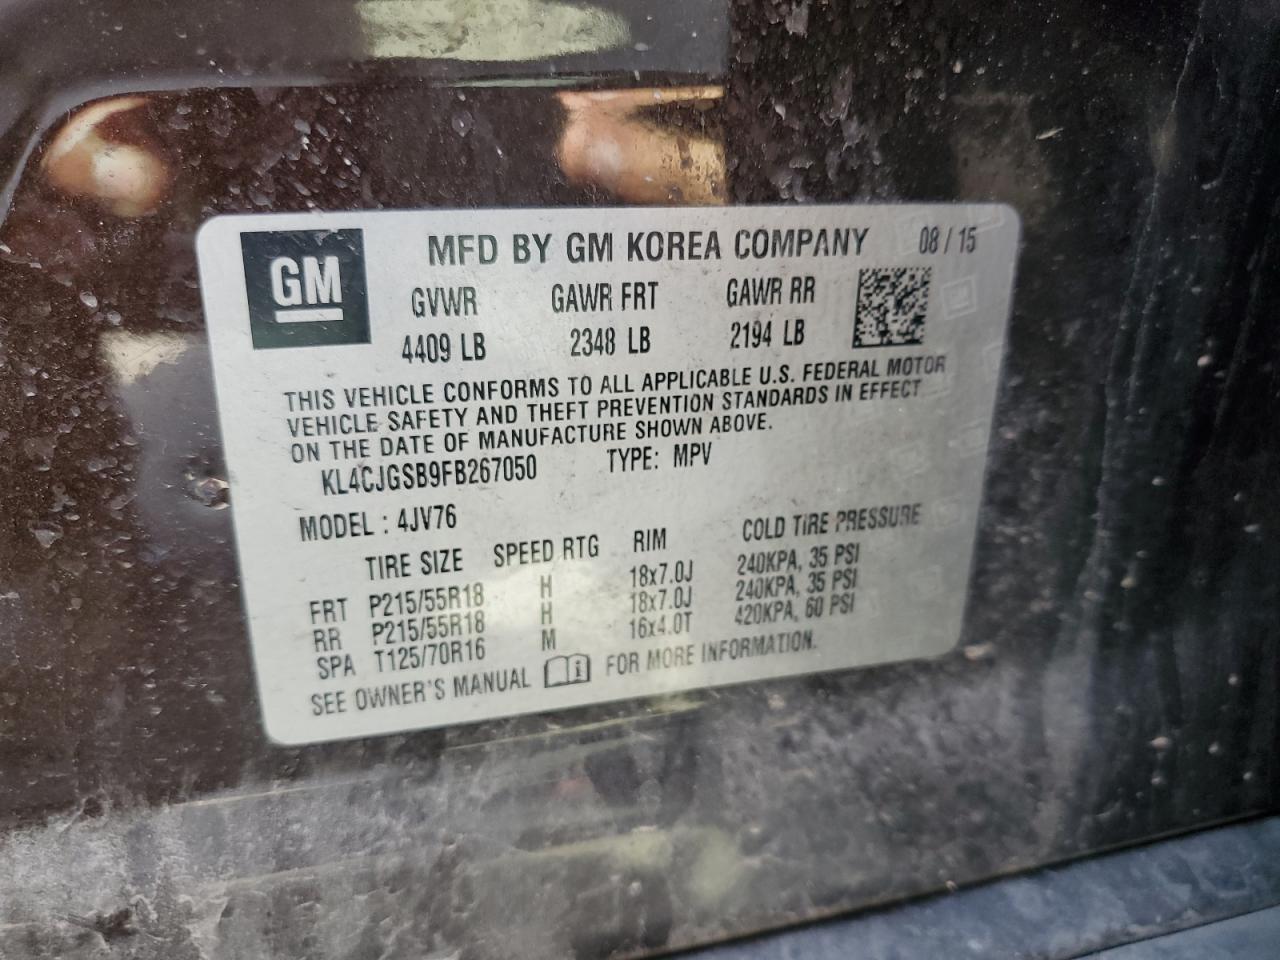 GM
MFD BY GM KOREA COMPANY 08 / 15
GVWR GAWR FRT GAWR RR
4409 LB 2348 LB 2194 LB
THIS VEHICLE CONFORMS TO ALL APPLICABLE U.S. FEDERAL MOTOR
VEHICLE SAFETY AND THEFT PREVENTION STANDARDS IN EFFECT
ON THE DATE OF MANUFACTURE SHOWN ABOVE.
KL4CJGSB9FB267050 TYPE: MPV
MODEL : 4JV76
TIRE SIZE SPEED RTG RIM COLD TIRE PRESSURE
FRT P215/55R18 H 18x7.0J 240KPA, 35 PSI
RR P215/55R18 H 18x7.0J 240KPA, 35 PSI
SPA T125/70R16 M 16x4.0T 420KPA, 60 PSI
SEE OWNER'S MANUAL FOR MORE INFORMATION.